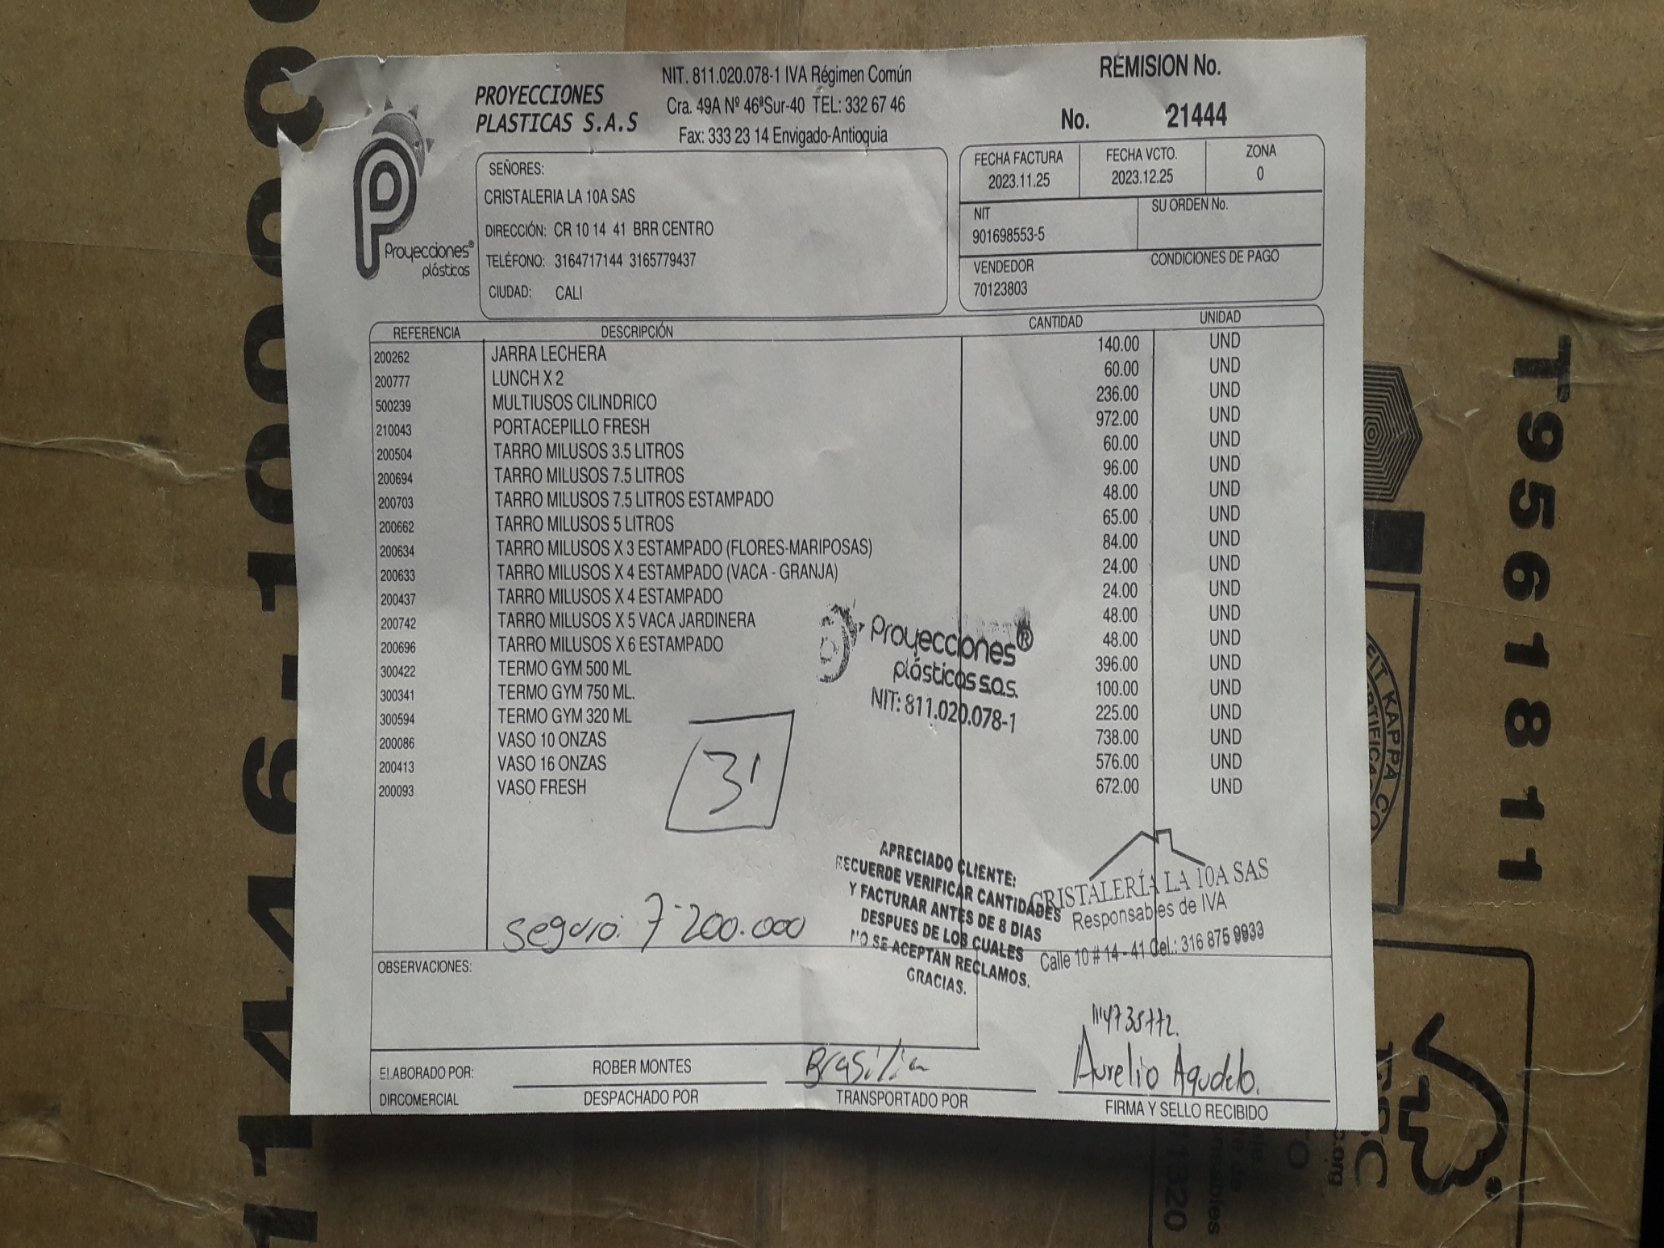 PROYECCIONES
PLASTICAS S.A.S
NIT. 811.020.078-1 IVA Régimen Común
Cra. 49A Nº 46ªSur-40 TEL: 332 67 46
Fax: 333 23 14 Envigado-Antioquia
REMISION No.
No. 21444
Proyecciones®
plásticas
SEÑORES:
CRISTALERIA LA 10A SAS
DIRECCIÓN: CR 10 14 41 BRR CENTRO
TELÉFONO: 3164717144 3165779437
CIUDAD: CALI
FECHA FACTURA FECHA VCTO. ZONA
2023.11.25 2023.12.25 0
NIT SU ORDEN No.
901698553-5
VENDEDOR CONDICIONES DE PAGO
70123803
REFERENCIA DESCRIPCIÓN CANTIDAD UNIDAD
200262 JARRA LECHERA 140.00 UND
200777 LUNCH X 2 60.00 UND
500239 MULTIUSOS CILINDRICO 236.00 UND
210043 PORTACEPILLO FRESH 972.00 UND
200504 TARRO MILUSOS 3.5 LITROS 60.00 UND
200694 TARRO MILUSOS 7.5 LITROS 96.00 UND
200703 TARRO MILUSOS 7.5 LITROS ESTAMPADO 48.00 UND
200662 TARRO MILUSOS 5 LITROS 65.00 UND
200634 TARRO MILUSOS X 3 ESTAMPADO (FLORES-MARIPOSAS) 84.00 UND
200633 TARRO MILUSOS X 4 ESTAMPADO (VACA - GRANJA) 24.00 UND
200437 TARRO MILUSOS X 4 ESTAMPADO 24.00 UND
200742 TARRO MILUSOS X 5 VACA JARDINERA 48.00 UND
200696 TARRO MILUSOS X 6 ESTAMPADO 48.00 UND
300422 TERMO GYM 500 ML 396.00 UND
300341 TERMO GYM 750 ML. 100.00 UND
300594 TERMO GYM 320 ML 225.00 UND
200086 VASO 10 ONZAS 738.00 UND
200413 VASO 16 ONZAS 576.00 UND
200093 VASO FRESH 672.00 UND
Proyecciones®
plásticas s.a.s.
NIT: 811.020.078-1
31
seguro: 7'200.000
APRECIADO CLIENTE:
RECUERDE VERIFICAR CANTIDADES
Y FACTURAR ANTES DE 8 DIAS
DESPUES DE LOS CUALES
NO SE ACEPTAN RECLAMOS.
GRACIAS.
CRISTALERÍA LA 10A SAS
Responsables de IVA
Calle 10 # 14 - 41 Cel.: 316 875 9933
OBSERVACIONES:
Aurelio Agudelo.
ELABORADO POR: ROBER MONTES Brasilia
DIRCOMERCIAL DESPACHADO POR TRANSPORTADO POR FIRMA Y SELLO RECIBIDO
T95618111
FIT KAPPA CO